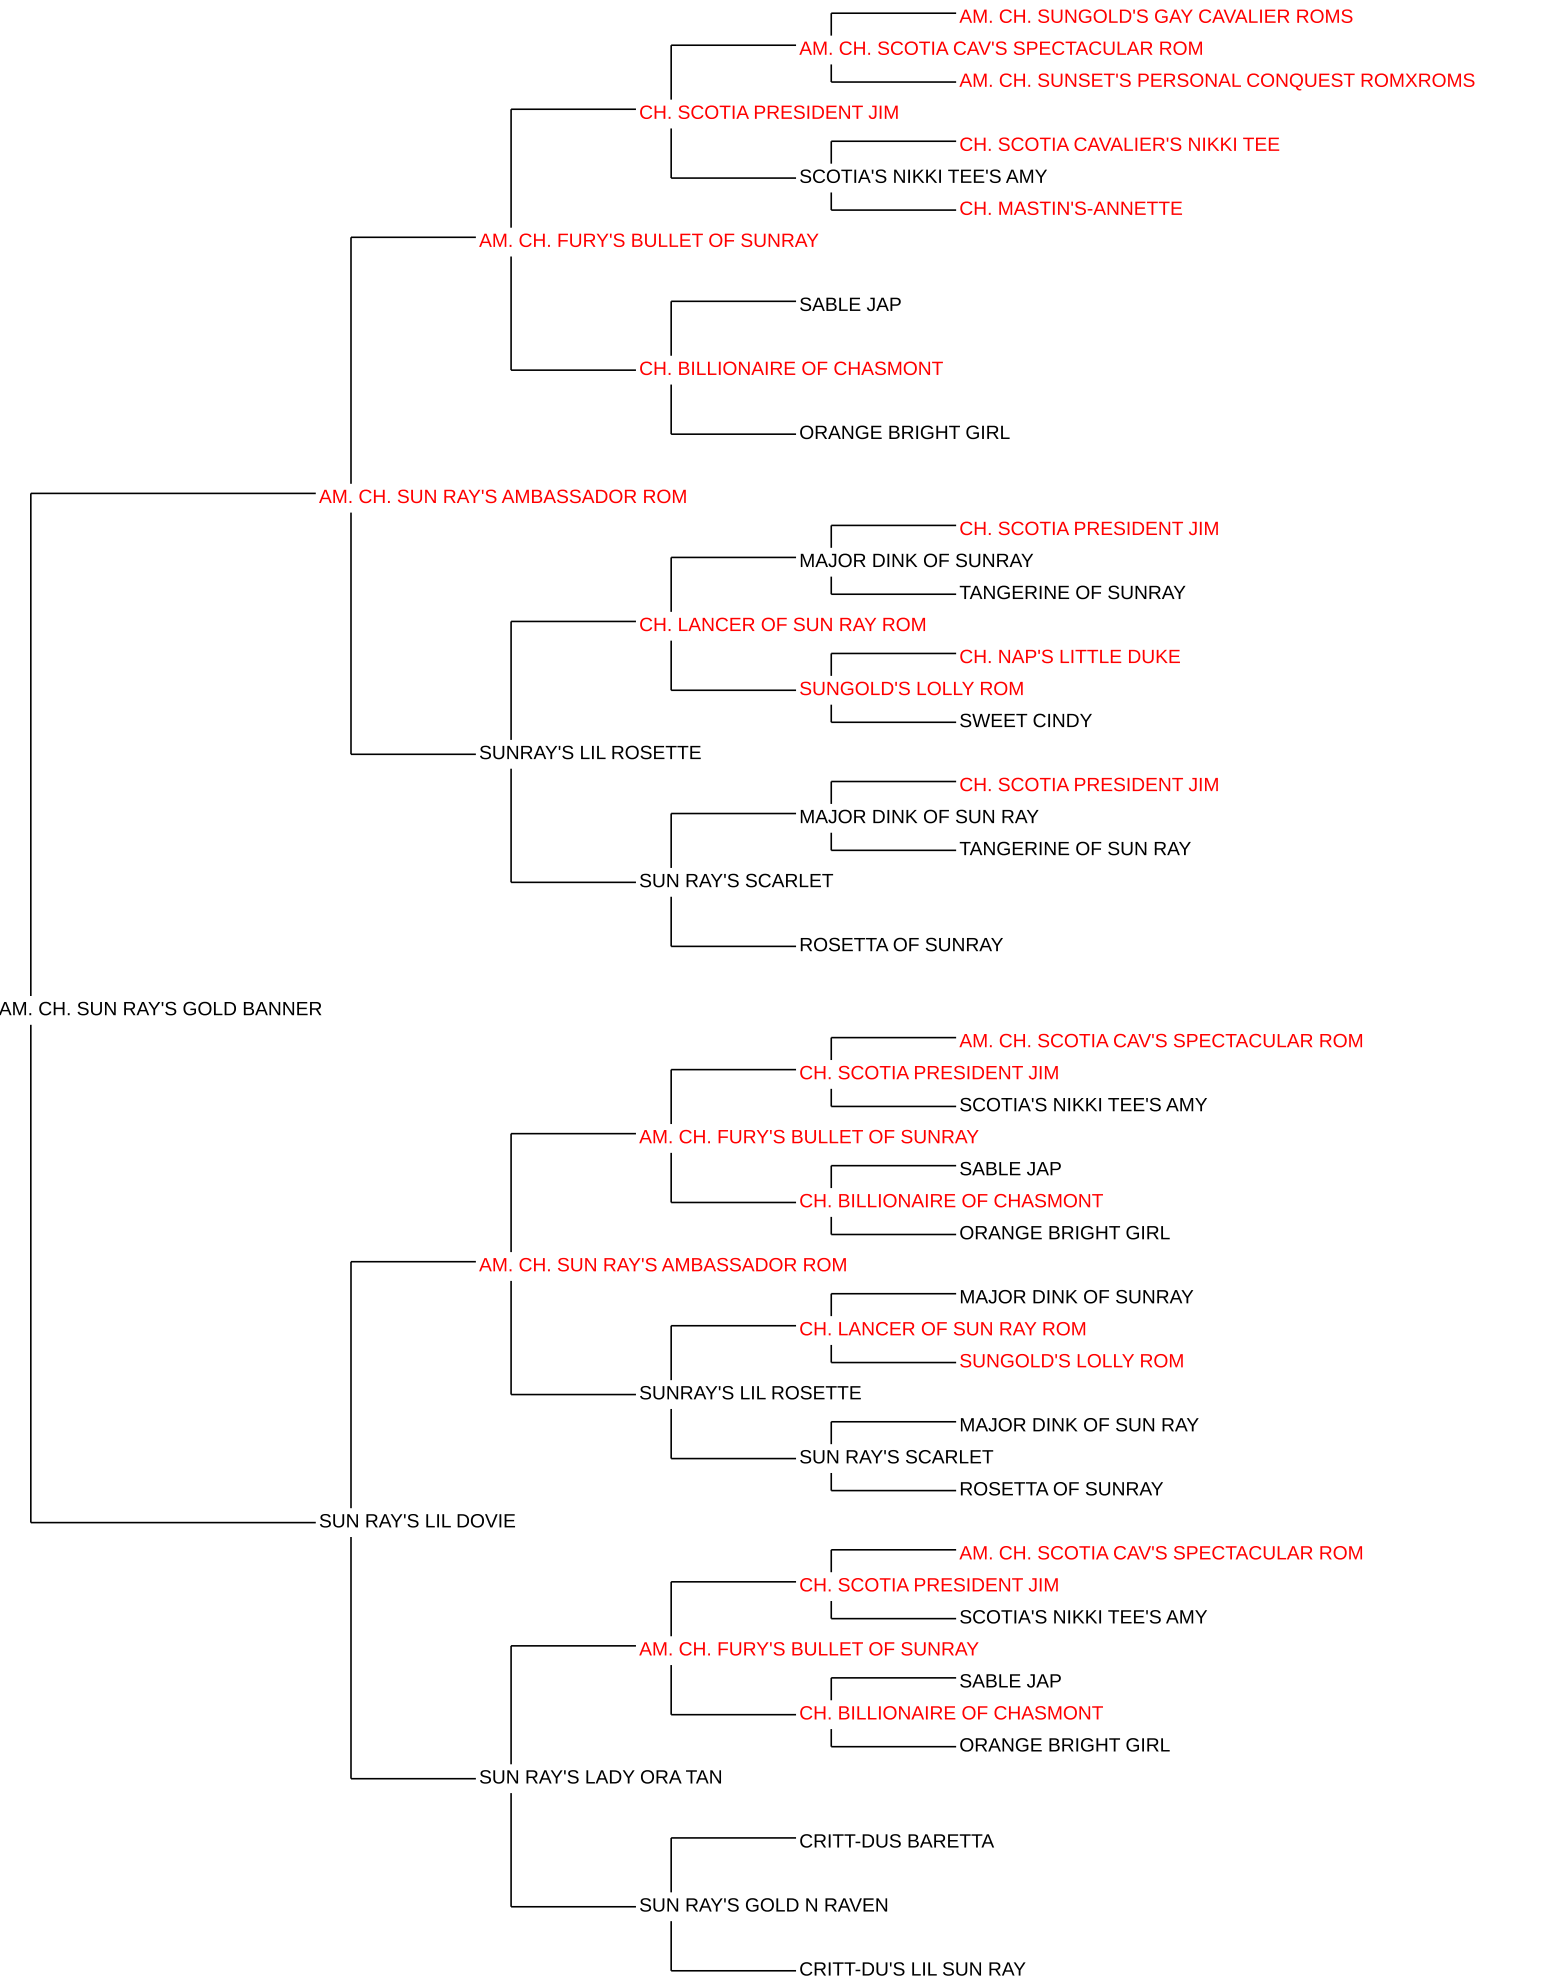 AM. CH. SUNGOLD'S GAY CAVALIER ROMS
AM. CH. SCOTIA CAV'S SPECTACULAR ROM
AM. CH. SUNSET'S PERSONAL CONQUEST ROMXROMS
CH. SCOTIA PRESIDENT JIM
CH. SCOTIA CAVALIER'S NIKKI TEE
SCOTIA'S NIKKI TEE'S AMY
CH. MASTIN'S-ANNETTE
AM. CH. FURY'S BULLET OF SUNRAY
SABLE JAP
CH. BILLIONAIRE OF CHASMONT
ORANGE BRIGHT GIRL
AM. CH. SUN RAY'S AMBASSADOR ROM
CH. SCOTIA PRESIDENT JIM
MAJOR DINK OF SUNRAY
TANGERINE OF SUNRAY
CH. LANCER OF SUN RAY ROM
CH. NAP'S LITTLE DUKE
SUNGOLD'S LOLLY ROM
SWEET CINDY
SUNRAY'S LIL ROSETTE
CH. SCOTIA PRESIDENT JIM
MAJOR DINK OF SUN RAY
TANGERINE OF SUN RAY
SUN RAY'S SCARLET
ROSETTA OF SUNRAY
AM. CH. SUN RAY'S GOLD BANNER
AM. CH. SCOTIA CAV'S SPECTACULAR ROM
CH. SCOTIA PRESIDENT JIM
SCOTIA'S NIKKI TEE'S AMY
AM. CH. FURY'S BULLET OF SUNRAY
SABLE JAP
CH. BILLIONAIRE OF CHASMONT
ORANGE BRIGHT GIRL
AM. CH. SUN RAY'S AMBASSADOR ROM
MAJOR DINK OF SUNRAY
CH. LANCER OF SUN RAY ROM
SUNGOLD'S LOLLY ROM
SUNRAY'S LIL ROSETTE
MAJOR DINK OF SUN RAY
SUN RAY'S SCARLET
ROSETTA OF SUNRAY
SUN RAY'S LIL DOVIE
AM. CH. SCOTIA CAV'S SPECTACULAR ROM
CH. SCOTIA PRESIDENT JIM
SCOTIA'S NIKKI TEE'S AMY
AM. CH. FURY'S BULLET OF SUNRAY
SABLE JAP
CH. BILLIONAIRE OF CHASMONT
ORANGE BRIGHT GIRL
SUN RAY'S LADY ORA TAN
CRITT-DUS BARETTA
SUN RAY'S GOLD N RAVEN
CRITT-DU'S LIL SUN RAY